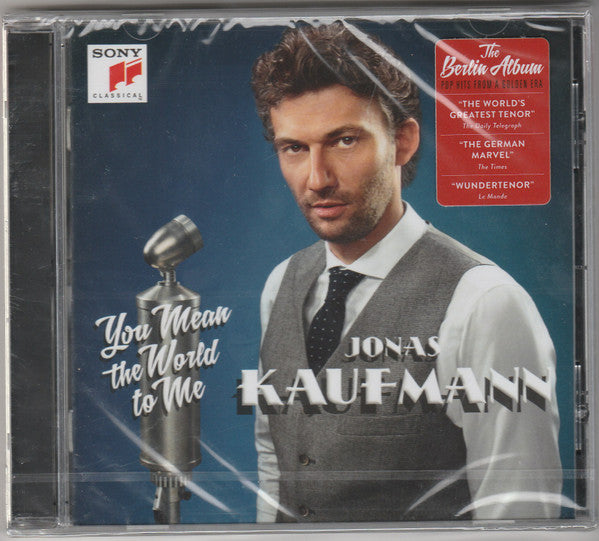 SONY
CLASSICAL
The
Berlin Album
POP HITS FROM A GOLDEN ERA
"THE WORLD'S
GREATEST TENOR"
The Daily Telegraph
"THE GERMAN
MARVEL"
The Times
"WUNDERTENOR"
Le Monde
You Mean
the World
to Me
JONAS
KAUFMANN